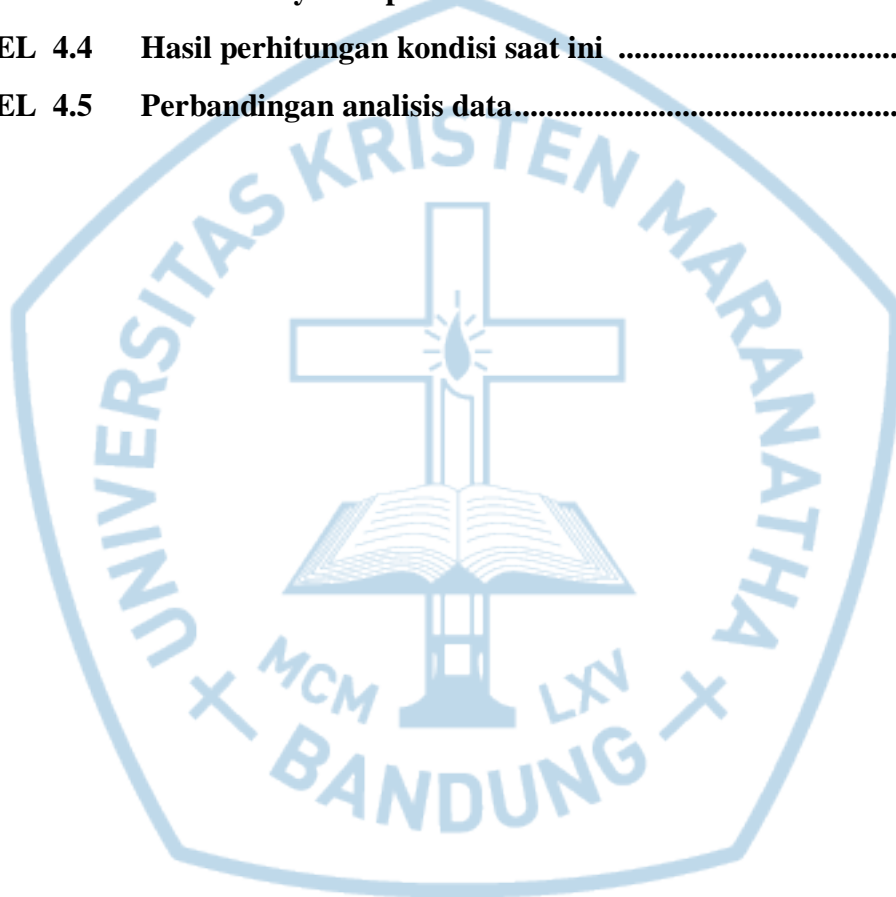 EL 4.4 Hasil perhitungan kondisi saat ini ....................................
EL 4.5 Perbandingan analisis data.................................................
UNIVERSITAS KRISTEN MARANATHA
MCM LXV
BANDUNG